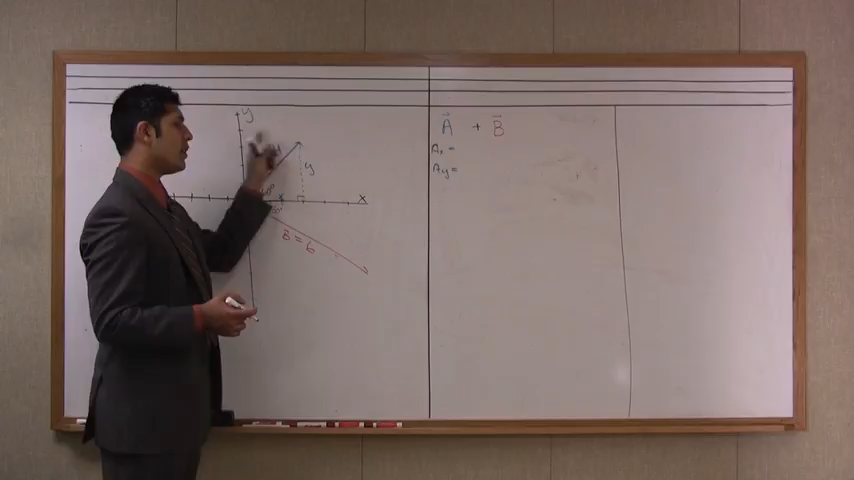 y
y
x
B = 6
A + B
Ax =
Ay =